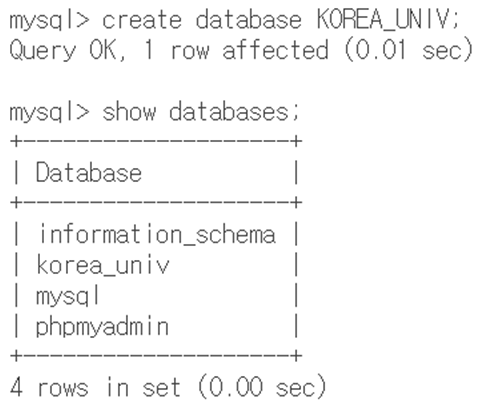 mysql> create database KOREA_UNIV;
Query OK, 1 row affected (0.01 sec)
mysql> show databases;
+--------------------+
| Database           |
+--------------------+
| information_schema |
| korea_univ         |
| mysql              |
| phpmyadmin         |
+--------------------+
4 rows in set (0.00 sec)